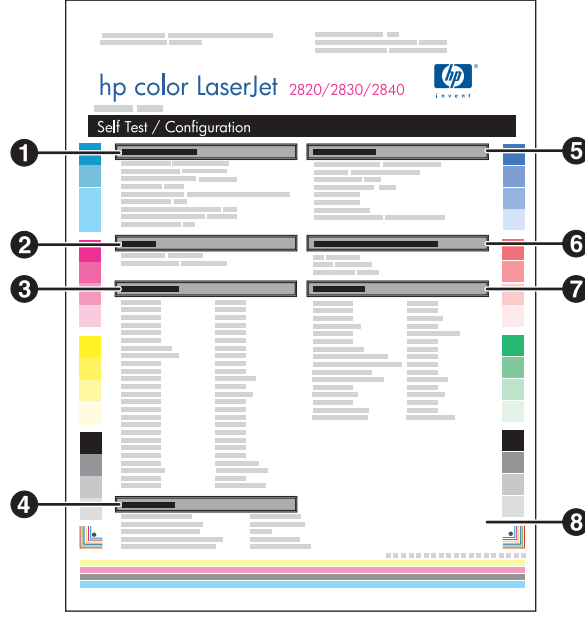 hp color LaserJet 2820/2830/2840
hp
invent
Self Test / Configuration
1
5
2
6
3
7
4
8